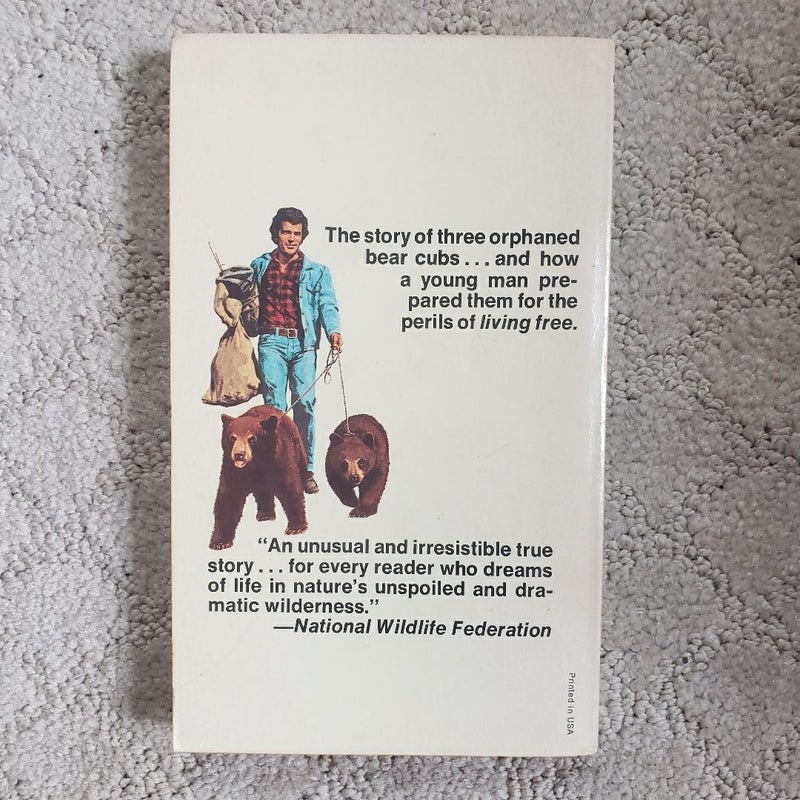 The story of three orphaned
bear cubs . . . and how
a young man pre-
pared them for the
perils of living free.
“An unusual and irresistible true
story . . . for every reader who dreams
of life in nature’s unspoiled and dra-
matic wilderness.”
—National Wildlife Federation
Printed in USA